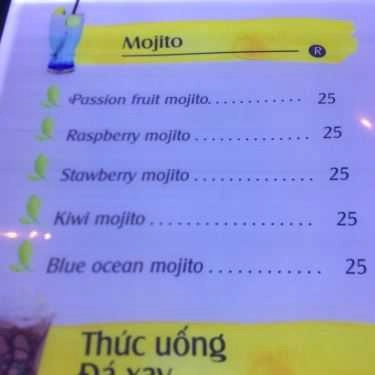 Mojito
R
Passion fruit mojito............ 25
Raspberry mojito ............... 25
Stawberry mojito ............... 25
Kiwi mojito .................... 25
Blue ocean mojito ............ 25
Thức uống
Đá xay